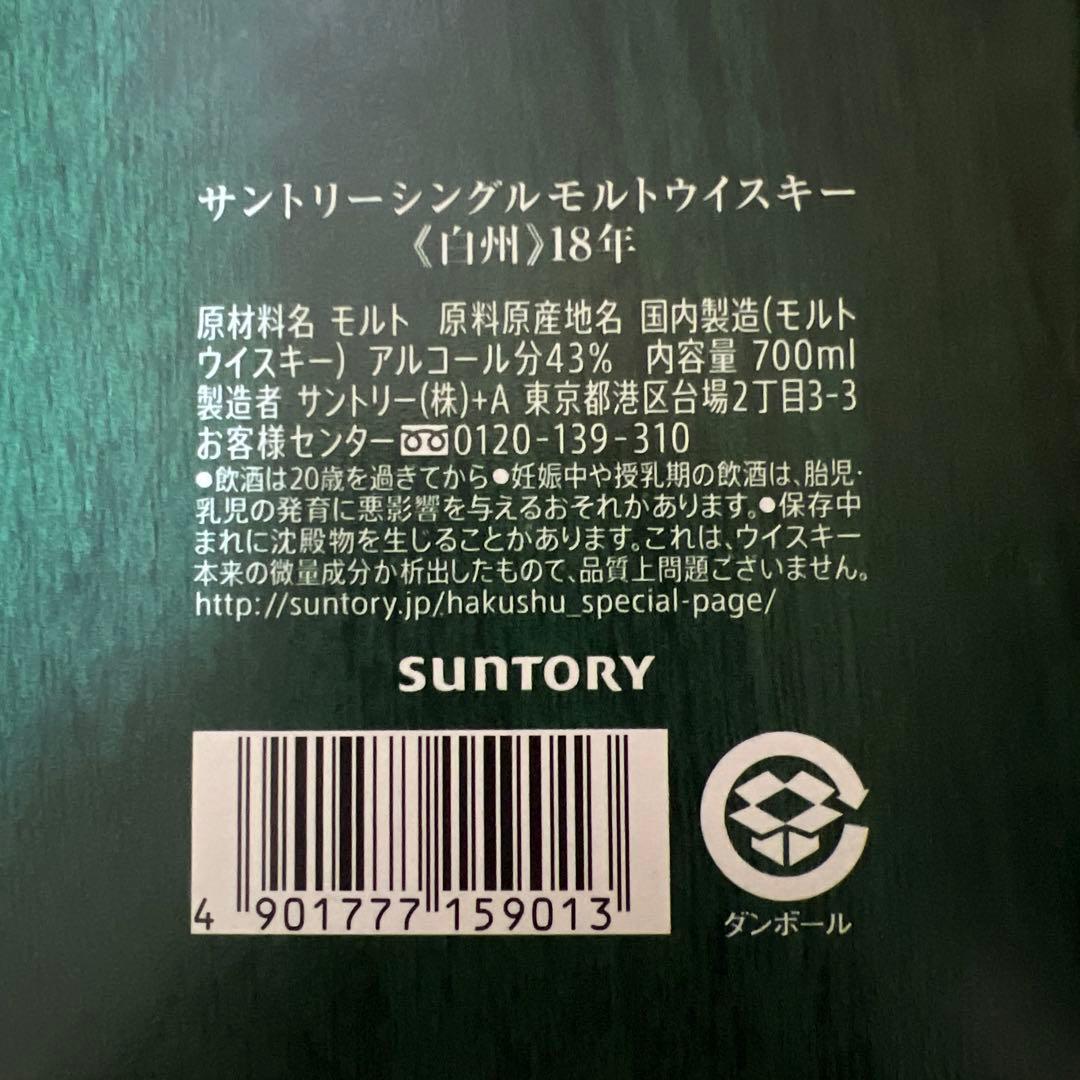 サントリーシングルモルトウイスキー
《白州》18年
原材料名 モルト 原料原産地名 国内製造(モルト
ウイスキー) アルコール分43% 内容量 700ml
製造者 サントリー(株)+A 東京都港区台場2丁目3-3
お客様センター 0120-139-310
●飲酒は20歳を過ぎてから●妊娠中や授乳期の飲酒は、胎児・
乳児の発育に悪影響を与えるおそれがあります。●保存中
まれに沈殿物を生じることがあります。これは、ウイスキー
本来の微量成分が析出したもので、品質上問題ございません。
http://suntory.jp/hakushu_special-page/
SUNTORY
4 901777 159013
ダンボール